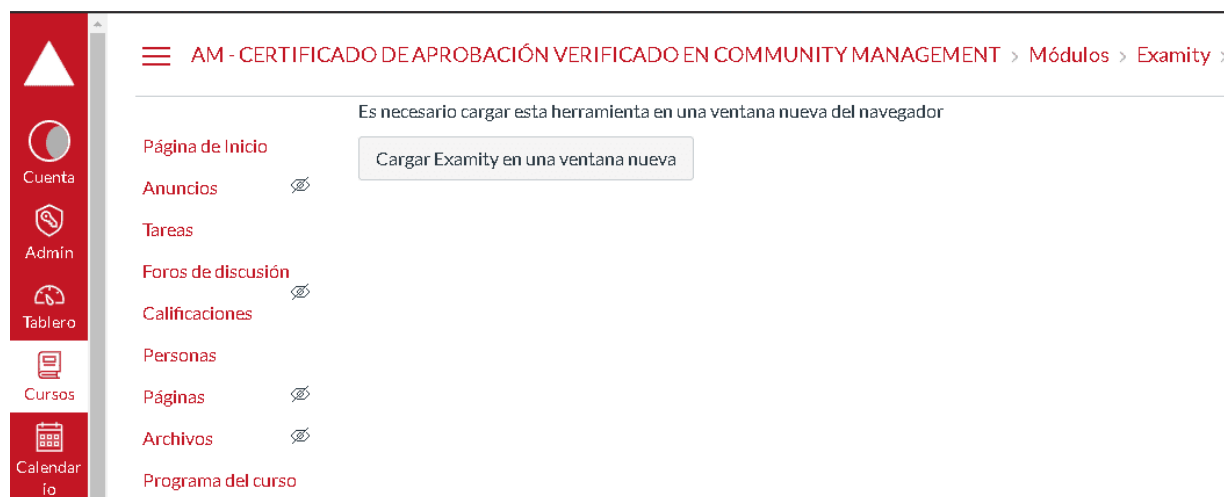 AM - CERTIFICADO DE APROBACIÓN VERIFICADO EN COMMUNITY MANAGEMENT > Módulos > Examity >
Es necesario cargar esta herramienta en una ventana nueva del navegador
Cargar Examity en una ventana nueva
Cuenta
Admin
Tablero
Cursos
Calendar
io
Página de Inicio
Anuncios
Tareas
Foros de discusión
Calificaciones
Personas
Páginas
Archivos
Programa del curso